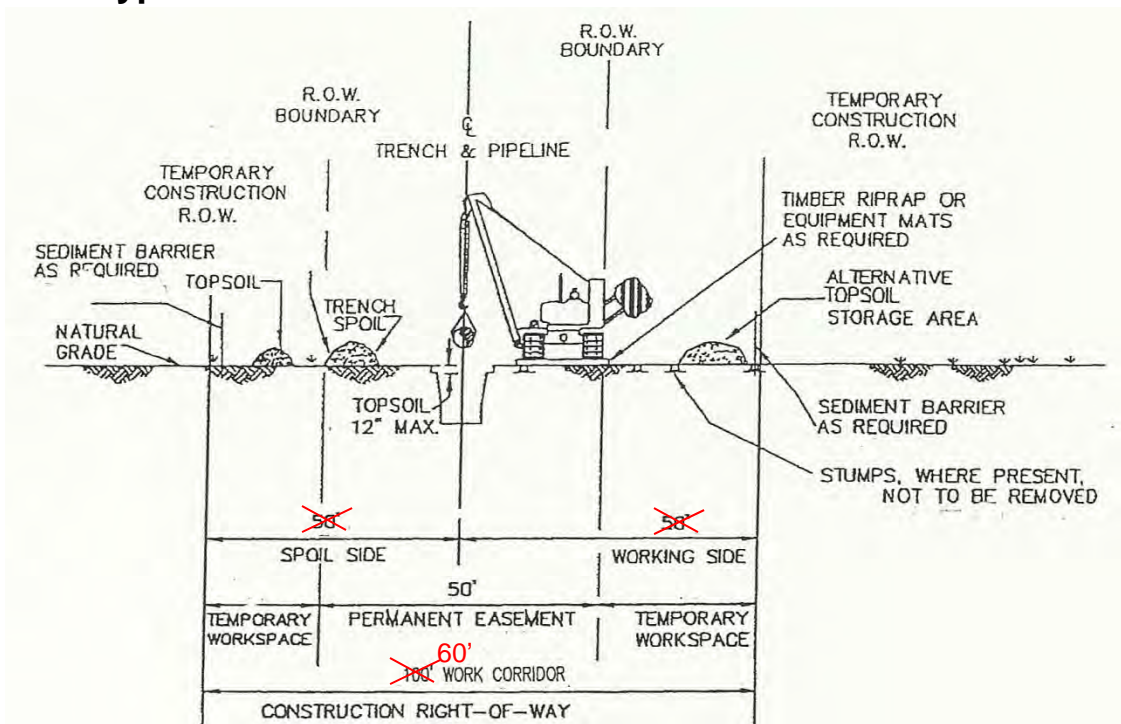 R.O.W.
BOUNDARY
R.O.W.
BOUNDARY
℄
TRENCH & PIPELINE
TEMPORARY
CONSTRUCTION
R.O.W.
TEMPORARY
CONSTRUCTION
R.O.W.
TIMBER RIPRAP OR
EQUIPMENT MATS
AS REQUIRED
SEDIMENT BARRIER
AS REQUIRED
TOPSOIL
TRENCH
SPOIL
ALTERNATIVE
TOPSOIL
STORAGE AREA
NATURAL
GRADE
TOPSOIL
12" MAX.
SEDIMENT BARRIER
AS REQUIRED
STUMPS, WHERE PRESENT,
NOT TO BE REMOVED
50'
50'
SPOIL SIDE
WORKING SIDE
50'
TEMPORARY
WORKSPACE
PERMANENT EASEMENT
TEMPORARY
WORKSPACE
60'
100' WORK CORRIDOR
CONSTRUCTION RIGHT-OF-WAY